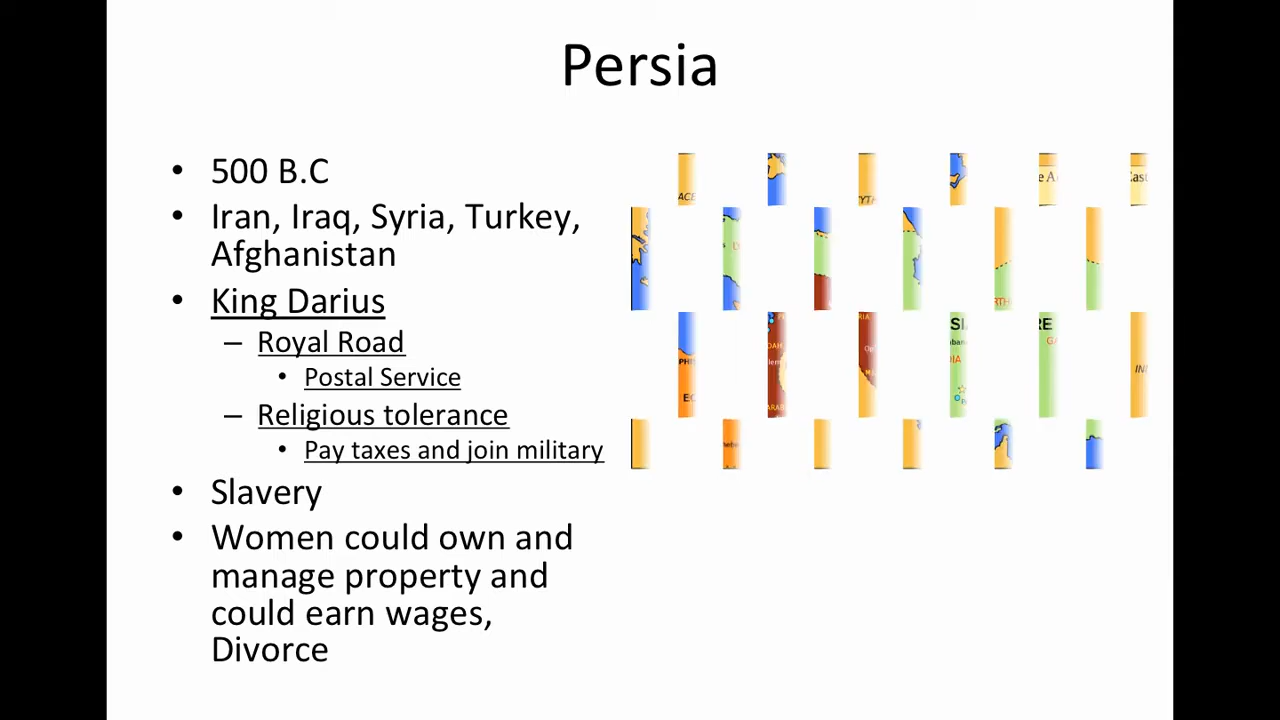 Persia
• 500 B.C
• Iran, Iraq, Syria, Turkey,
Afghanistan
• King Darius
– Royal Road
• Postal Service
– Religious tolerance
• Pay taxes and join military
• Slavery
• Women could own and
manage property and
could earn wages,
Divorce